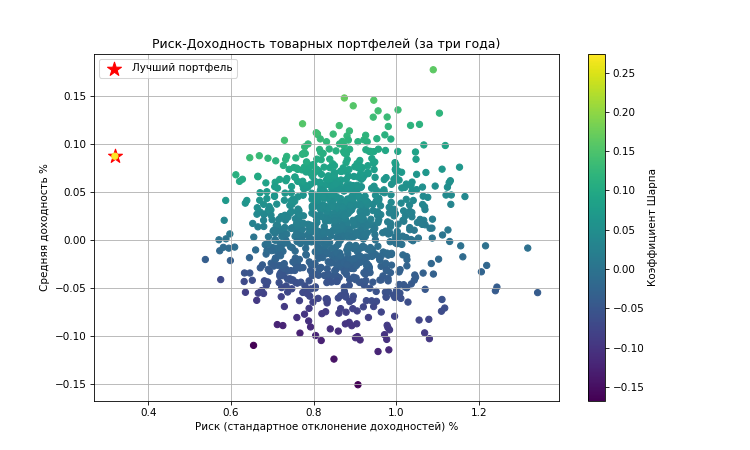 Риск-Доходность товарных портфелей (за три года)
Лучший портфель
Средняя доходность %
0.15
0.10
0.05
0.00
−0.05
−0.10
−0.15
0.4 0.6 0.8 1.0 1.2
Риск (стандартное отклонение доходностей) %
0.25
0.20
0.15
0.10
0.05
0.00
−0.05
−0.10
−0.15
Коэффициент Шарпа